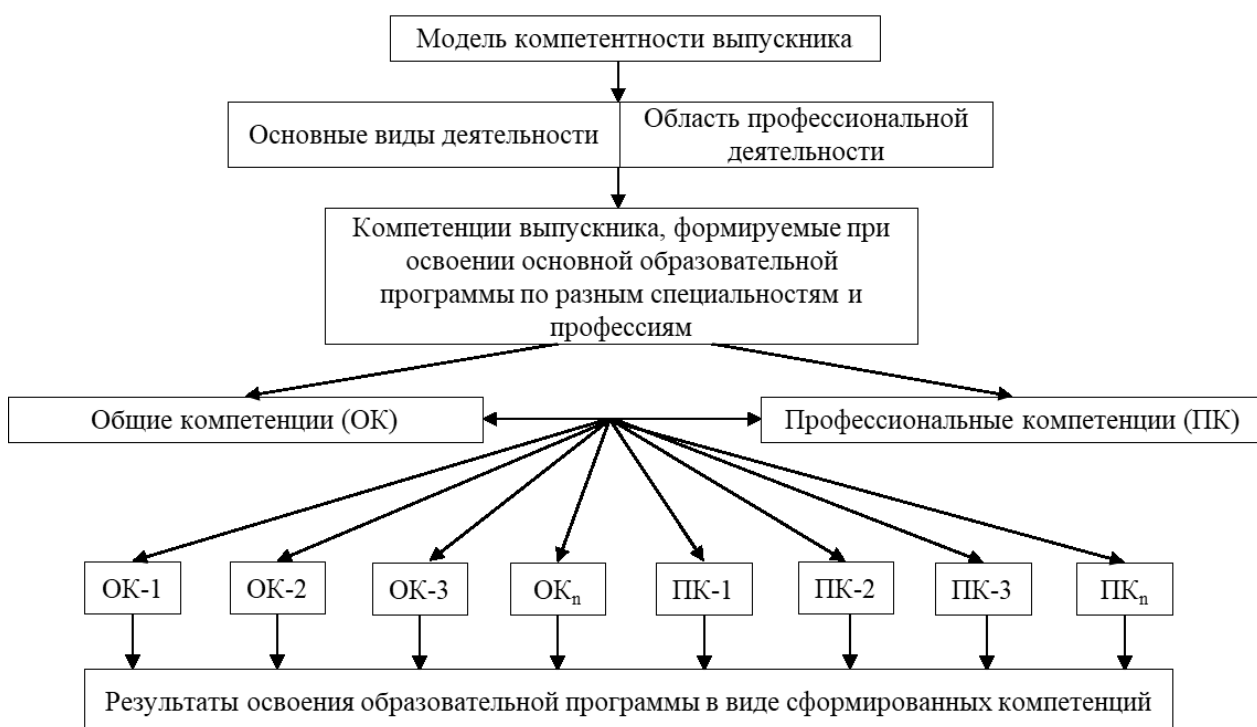 Модель компетентности выпускника
Основные виды деятельности
Область профессиональной
деятельности
Компетенции выпускника, формируемые при
освоении основной образовательной
программы по разным специальностям и
профессиям
Общие компетенции (ОК)
Профессиональные компетенции (ПК)
ОК-1
ОК-2
ОК-3
ОКn
ПК-1
ПК-2
ПК-3
ПКn
Результаты освоения образовательной программы в виде сформированных компетенций